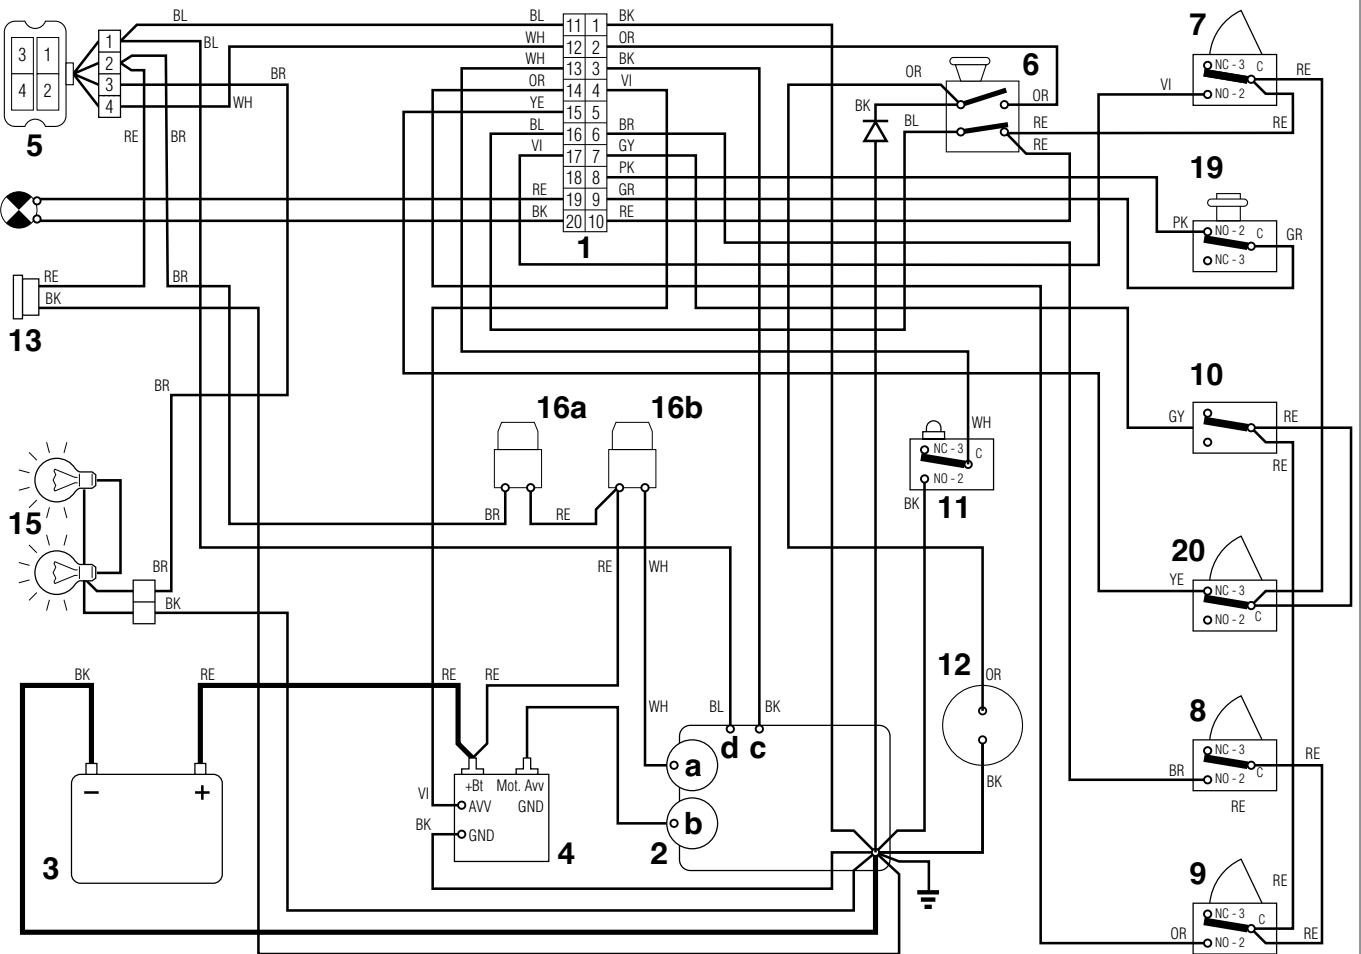 BL
BL
3 1
4 2
5
1
2
3
4
WH
BR
WH
RE
BR
BL
WH
WH
OR
YE
BL
VI
RE
BK
11 1
12 2
13 3
14 4
15 5
16 6
17 7
18 8
19 9
20 10
1
BK
OR
BK
VI
BR
GY
PK
GR
RE
OR
BK
BL
6
OR
RE
RE
7
NC - 3 C
NO - 2
VI
RE
RE
19
PK
NO - 2 C
NC - 3
GR
RE
BK
13
BR
BR
10
GY
RE
RE
16a
16b
BR
RE
RE
WH
WH
NC - 3 C
NO - 2
BK
11
15
BR
BK
20
YE
NC - 3
NO - 2 C
BK
RE
RE
RE
WH
BL
BK
d c
a
b
2
12
OR
BK
8
NC - 3
NO - 2 C
BR
RE
RE
− +
3
+Bt Mot. Avv
AVV GND
GND
VI
BK
4
9
RE
NC - 3 C
NO - 2
OR
RE